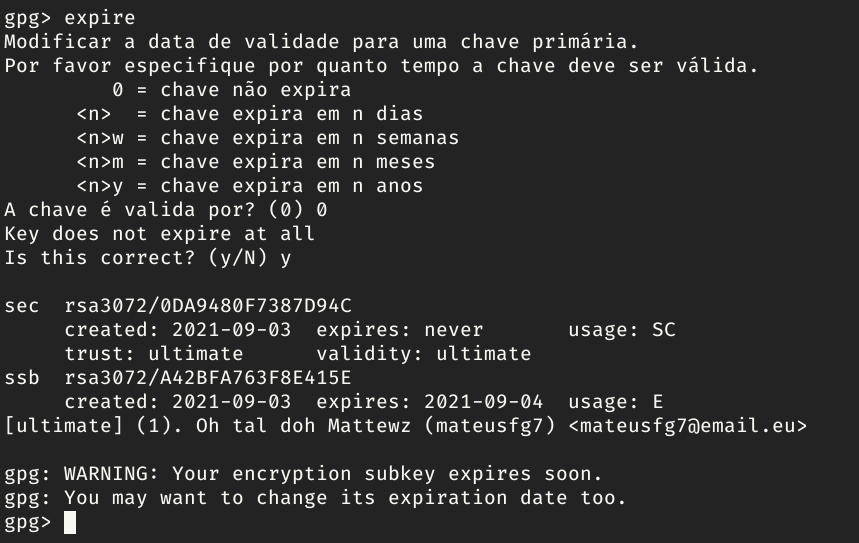 gpg> expire
Modificar a data de validade para uma chave primária.
Por favor especifique por quanto tempo a chave deve ser válida.
         0 = chave não expira
      <n>  = chave expira em n dias
      <n>w = chave expira em n semanas
      <n>m = chave expira em n meses
      <n>y = chave expira em n anos
A chave é valida por? (0) 0
Key does not expire at all
Is this correct? (y/N) y

sec  rsa3072/0DA9480F7387D94C
     created: 2021-09-03  expires: never       usage: SC
     trust: ultimate      validity: ultimate
ssb  rsa3072/A42BFA763F8E415E
     created: 2021-09-03  expires: 2021-09-04  usage: E
[ultimate] (1). Oh tal doh Mattewz (mateusfg7) <mateusfg7@email.eu>

gpg: WARNING: Your encryption subkey expires soon.
gpg: You may want to change its expiration date too.
gpg>